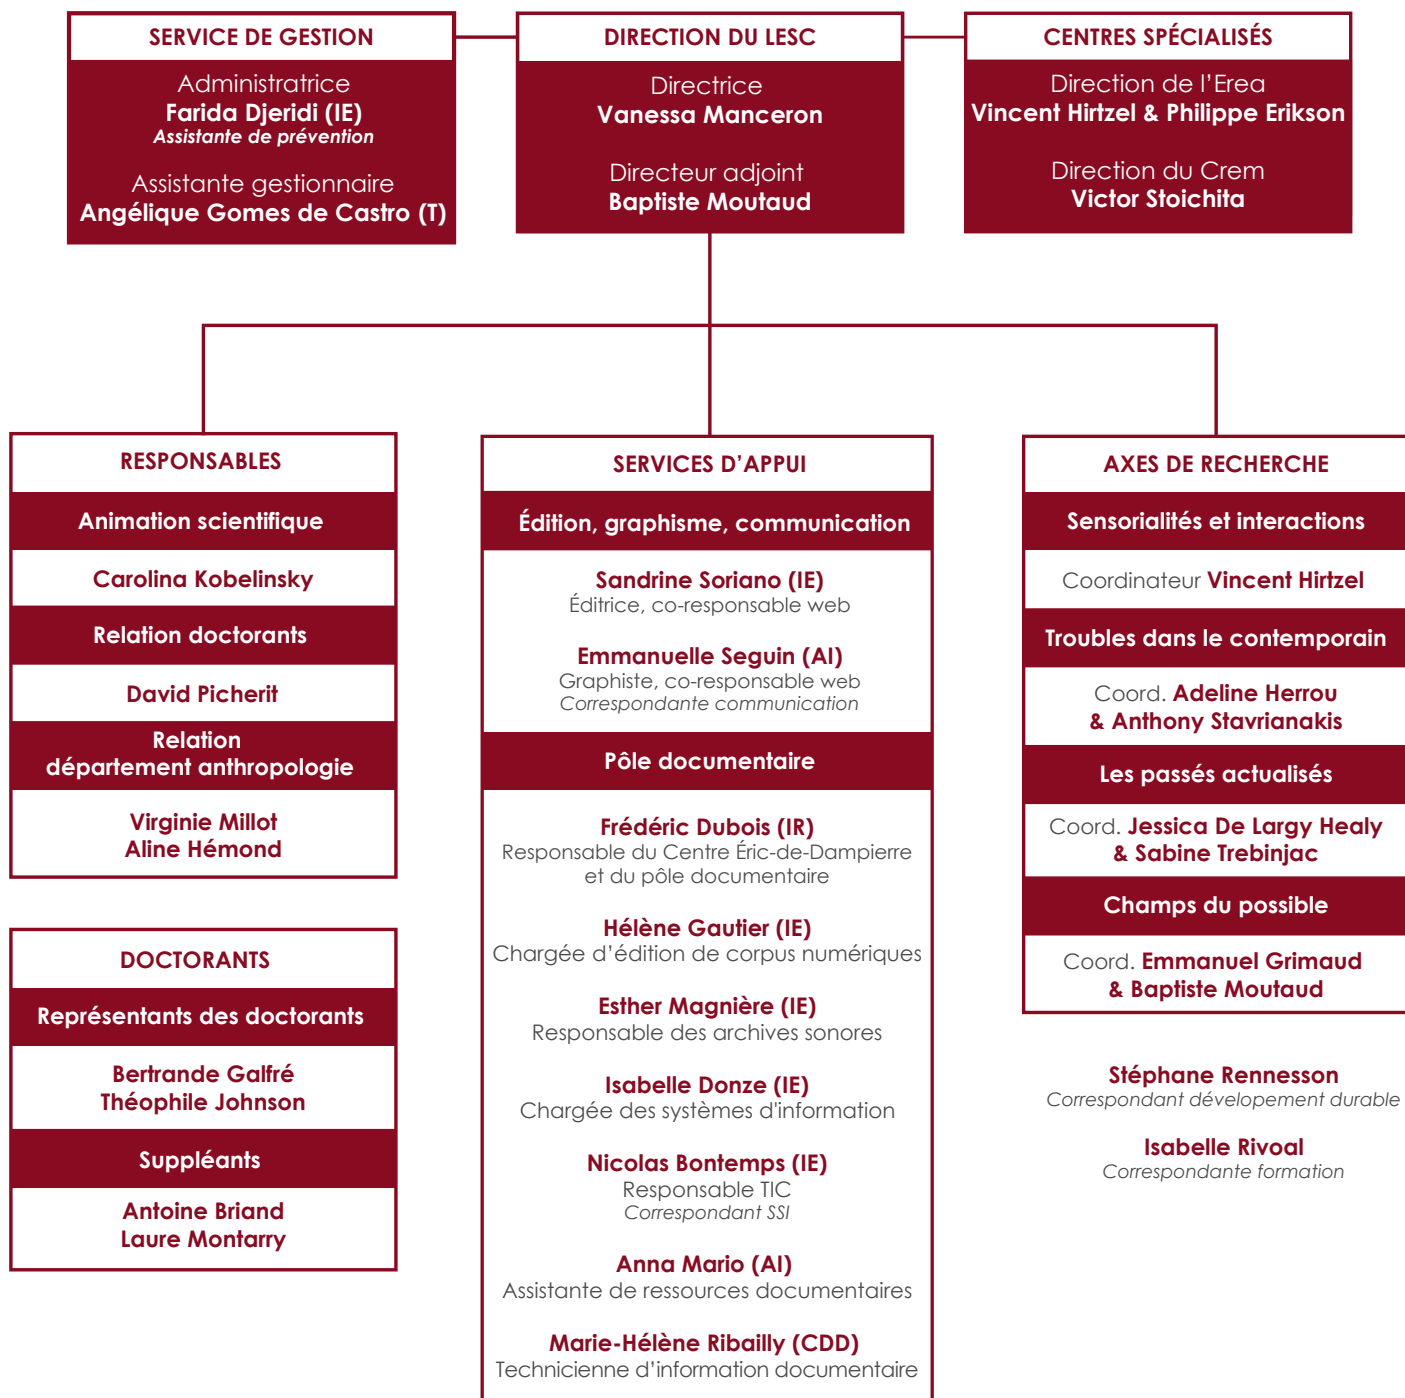 SERVICE DE GESTION
Administratrice
Farida Djeridi (IE)
Assistante de prévention
Assistante gestionnaire
Angélique Gomes de Castro (T)
DIRECTION DU LESC
Directrice
Vanessa Manceron
Directeur adjoint
Baptiste Moutaud
CENTRES SPÉCIALISÉS
Direction de l’Erea
Vincent Hirtzel & Philippe Erikson
Direction du Crem
Victor Stoichita
RESPONSABLES
Animation scientifique
Carolina Kobelinsky
Relation doctorants
David Picherit
Relation
département anthropologie
Virginie Millot
Aline Hémond
DOCTORANTS
Représentants des doctorants
Bertrande Galfré
Théophile Johnson
Suppléants
Antoine Briand
Laure Montarry
SERVICES D’APPUI
Édition, graphisme, communication
Sandrine Soriano (IE)
Éditrice, co-responsable web
Emmanuelle Seguin (AI)
Graphiste, co-responsable web
Correspondante communication
Pôle documentaire
Frédéric Dubois (IR)
Responsable du Centre Éric-de-Dampierre
et du pôle documentaire
Hélène Gautier (IE)
Chargée d’édition de corpus numériques
Esther Magnière (IE)
Responsable des archives sonores
Isabelle Donze (IE)
Chargée des systèmes d'information
Nicolas Bontemps (IE)
Responsable TIC
Correspondant SSI
Anna Mario (AI)
Assistante de ressources documentaires
Marie-Hélène Ribailly (CDD)
Technicienne d’information documentaire
AXES DE RECHERCHE
Sensorialités et interactions
Coordinateur Vincent Hirtzel
Troubles dans le contemporain
Coord. Adeline Herrou
& Anthony Stavrianakis
Les passés actualisés
Coord. Jessica De Largy Healy
& Sabine Trebinjac
Champs du possible
Coord. Emmanuel Grimaud
& Baptiste Moutaud
Stéphane Rennesson
Correspondant dévelopement durable
Isabelle Rivoal
Correspondante formation